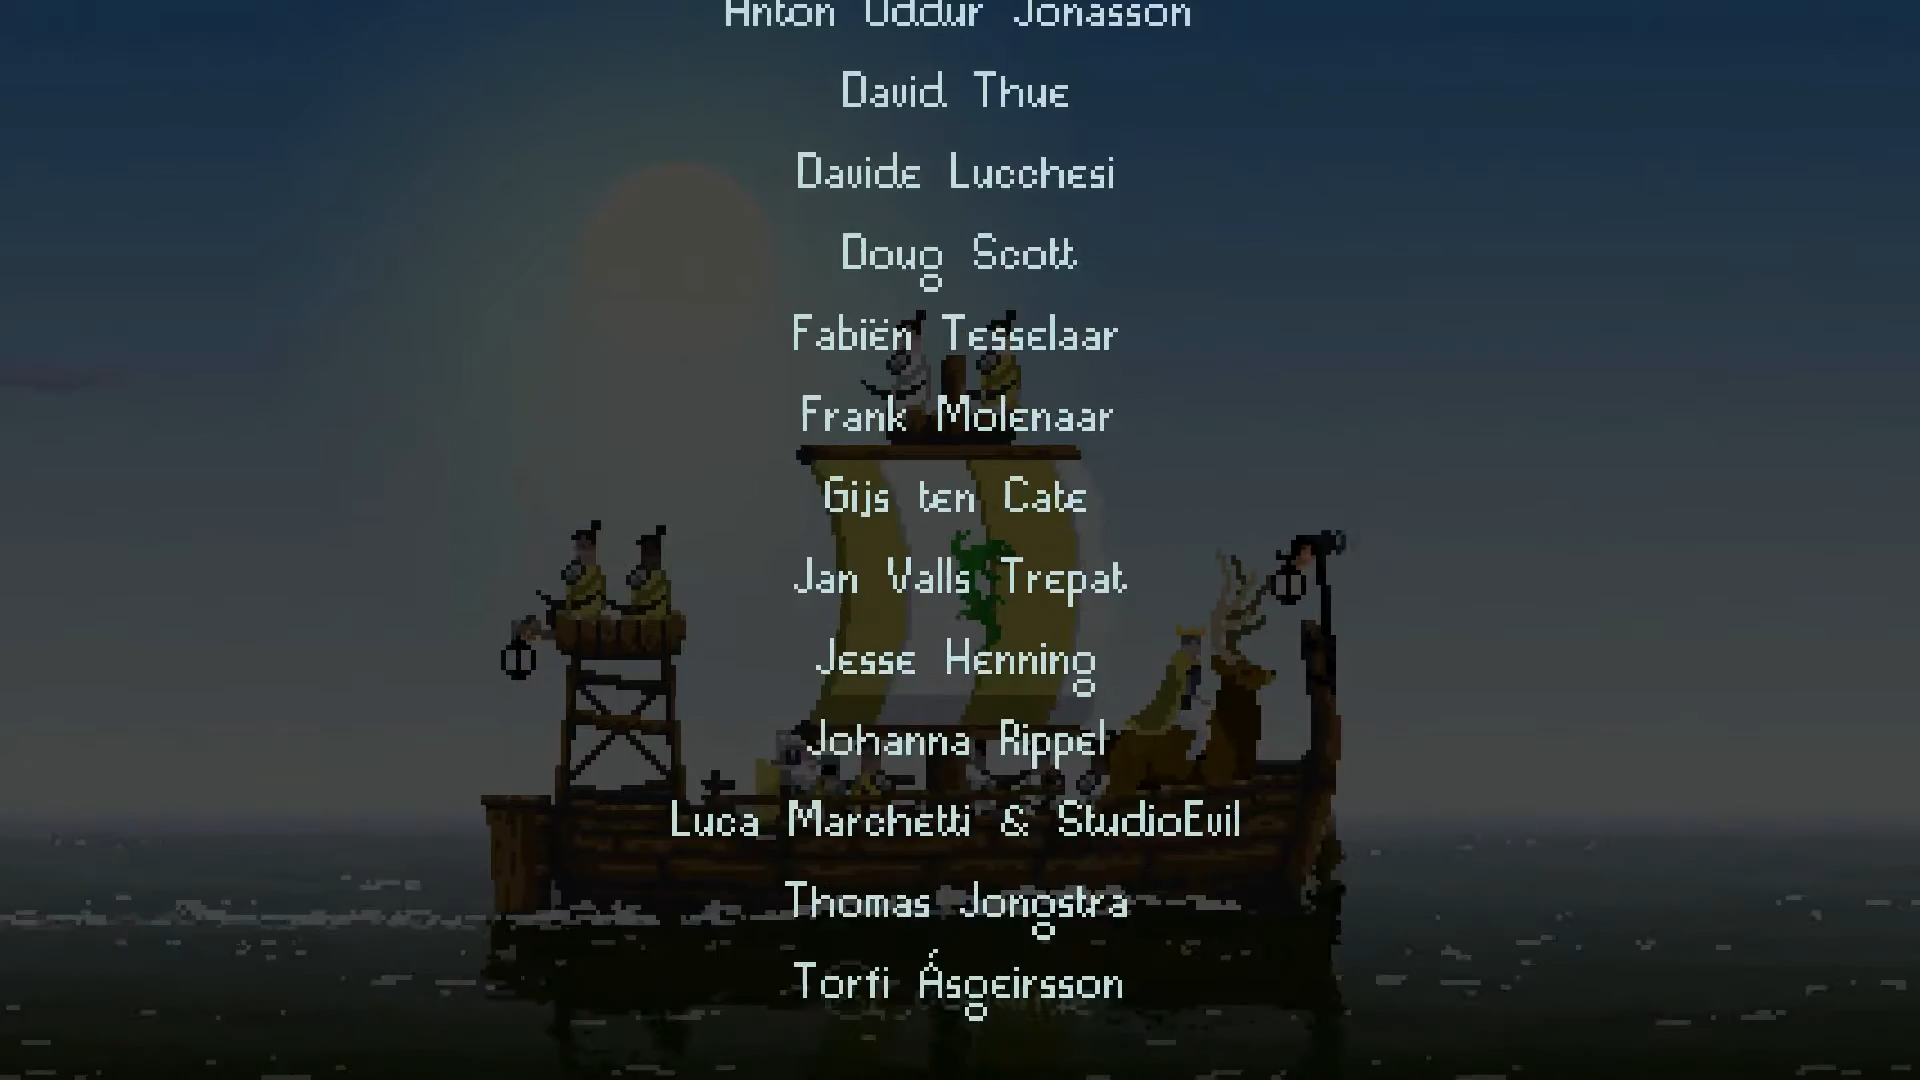 Anton Oddur Jonasson
David Thue
Davide Lucchesi
Doug Scott
Fabiën Tesselaar
Frank Molenaar
Gijs ten Cate
Jan Valls Trepat
Jesse Henning
Johanna Rippel
Luca Marchetti & StudioEvil
Thomas Jongstra
Torfi Ásgeirsson